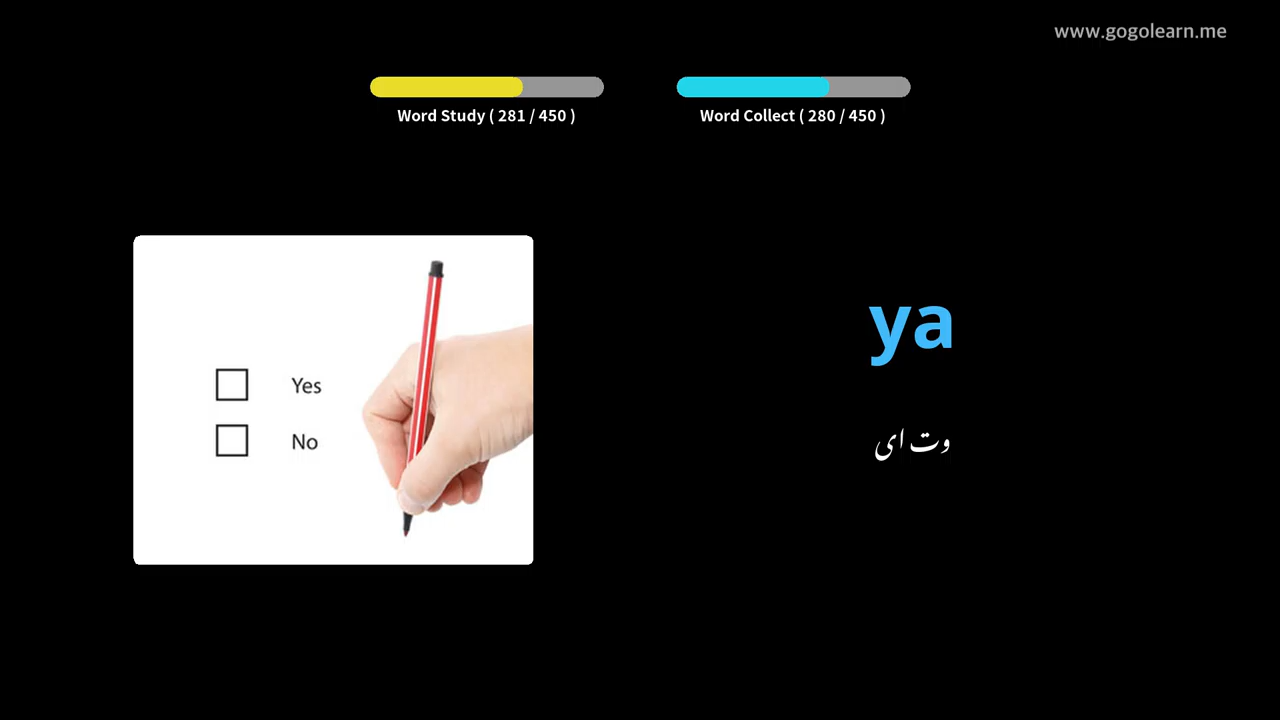 www.gogolearn.me
Word Study ( 281 / 450 )
Word Collect ( 280 / 450 )
Yes
No
ya
وت ای